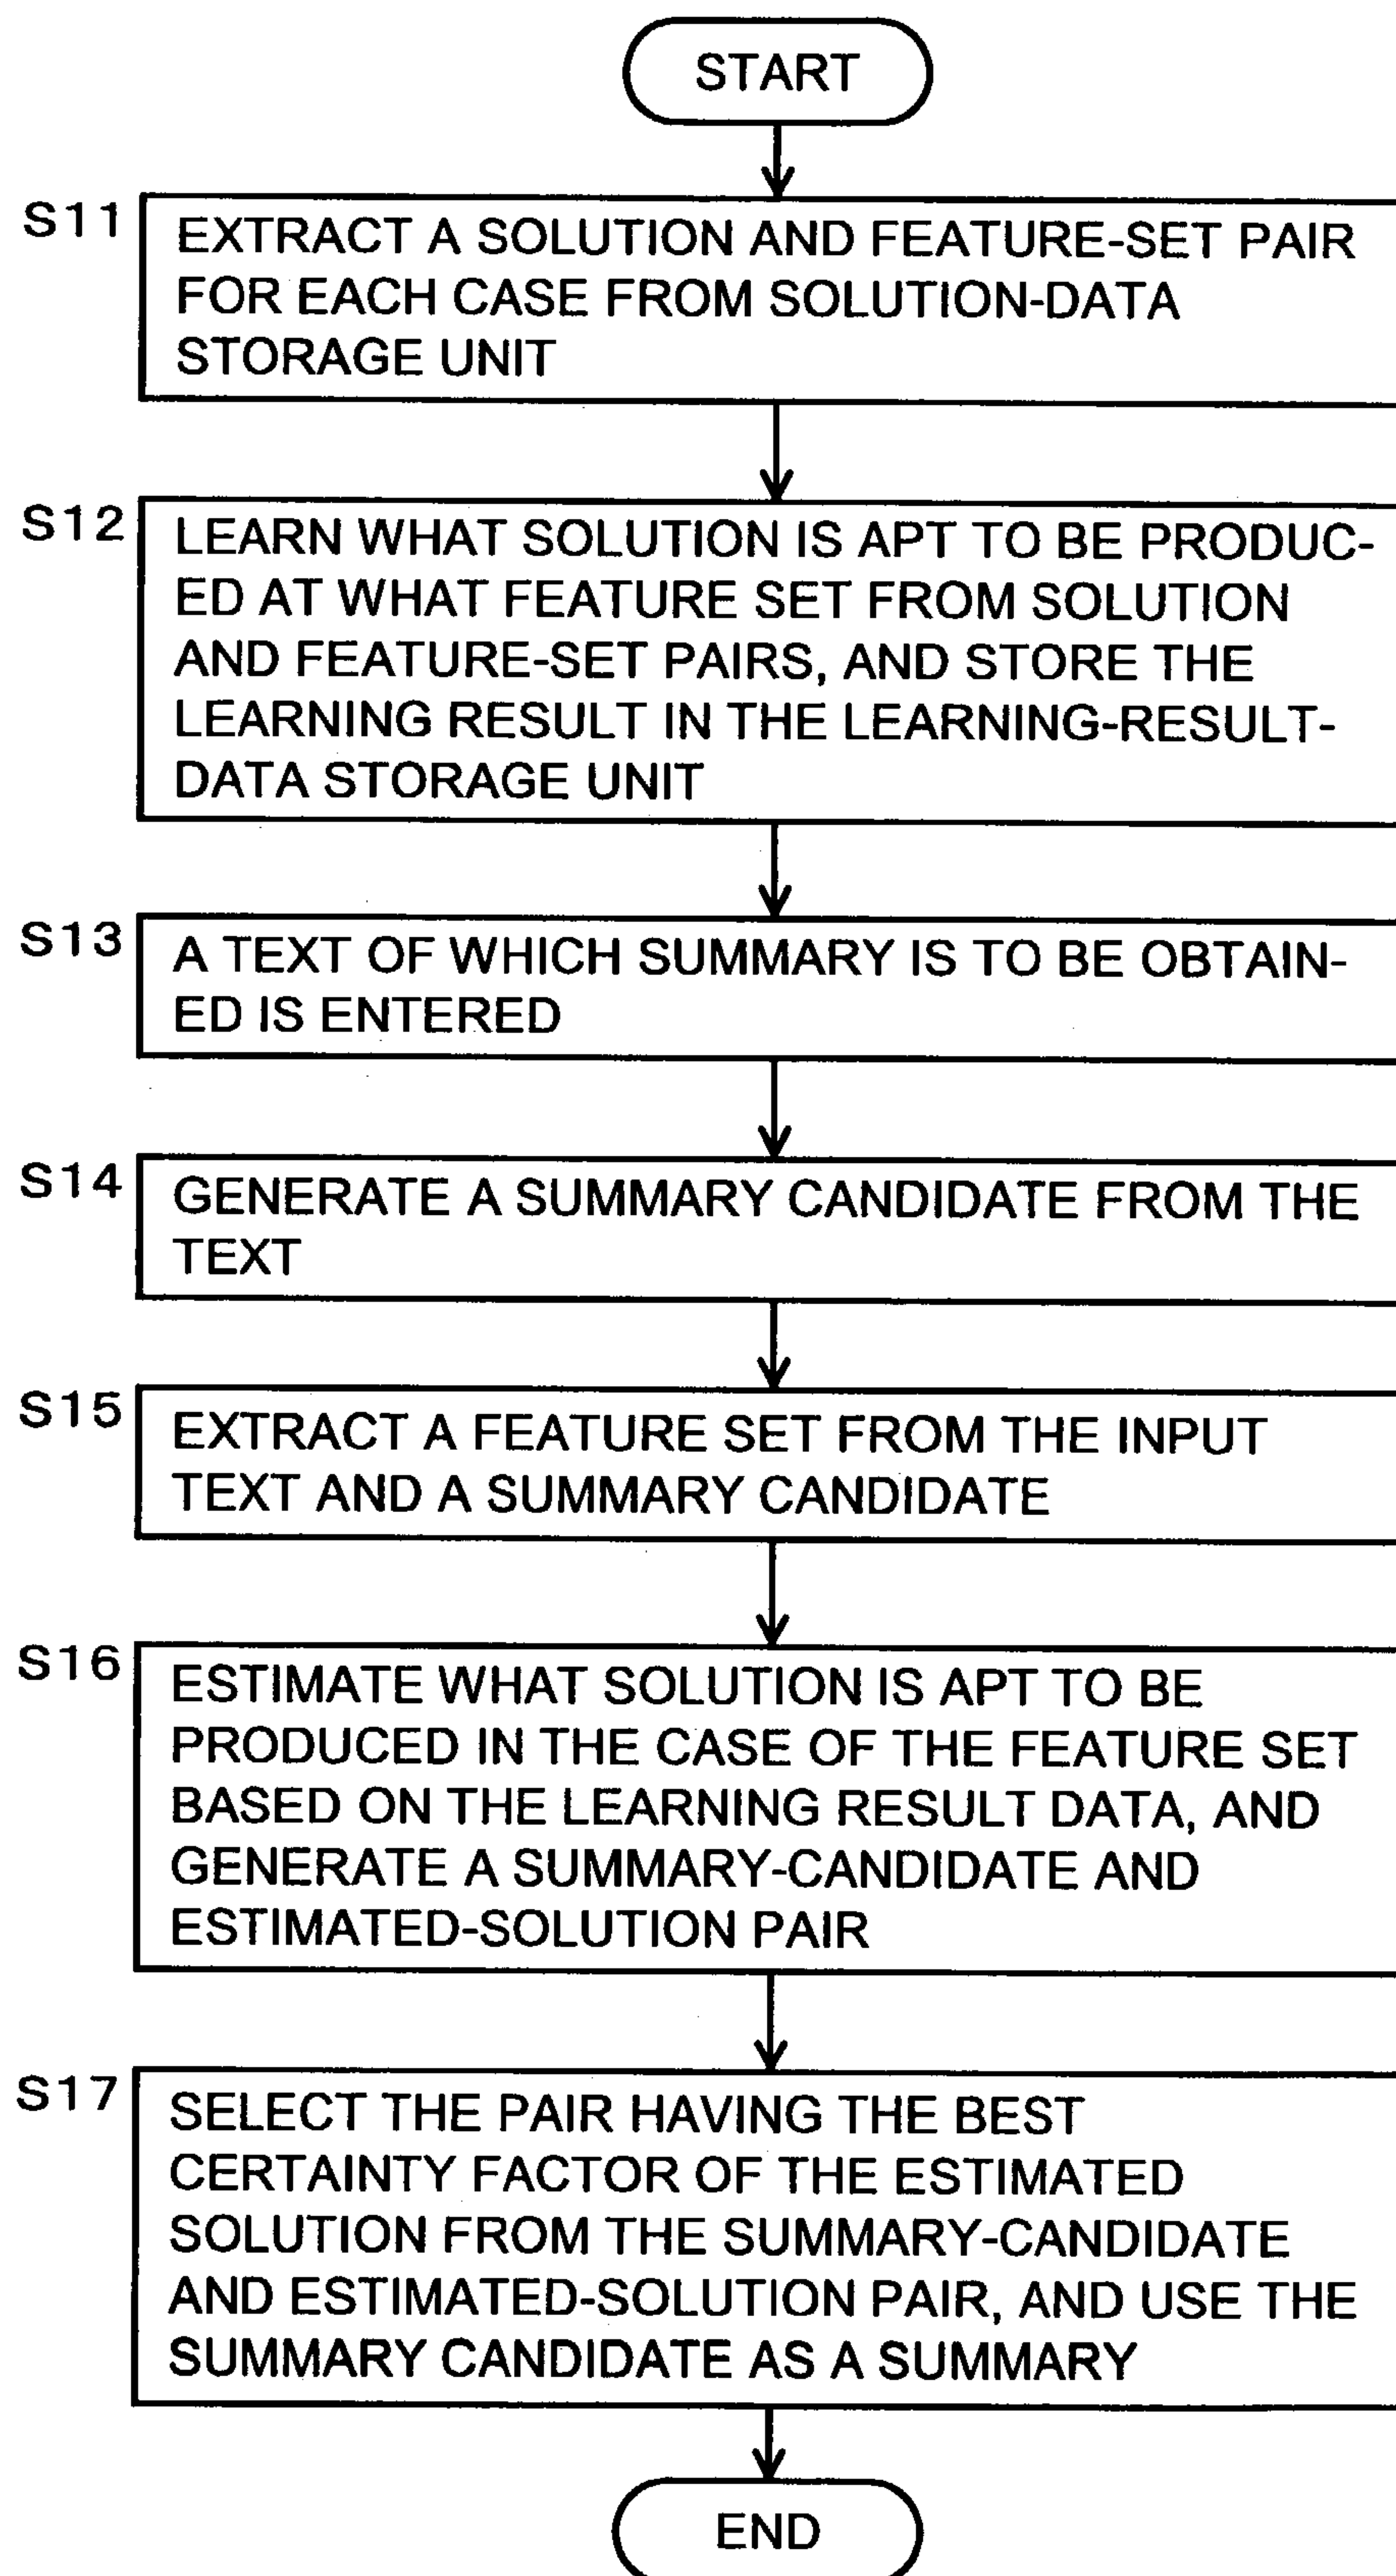 START
S11
EXTRACT A SOLUTION AND FEATURE-SET PAIR
FOR EACH CASE FROM SOLUTION-DATA
STORAGE UNIT
S12
LEARN WHAT SOLUTION IS APT TO BE PRODUC-
ED AT WHAT FEATURE SET FROM SOLUTION
AND FEATURE-SET PAIRS, AND STORE THE
LEARNING RESULT IN THE LEARNING-RESULT-
DATA STORAGE UNIT
S13
A TEXT OF WHICH SUMMARY IS TO BE OBTAIN-
ED IS ENTERED
S14
GENERATE A SUMMARY CANDIDATE FROM THE
TEXT
S15
EXTRACT A FEATURE SET FROM THE INPUT
TEXT AND A SUMMARY CANDIDATE
S16
ESTIMATE WHAT SOLUTION IS APT TO BE
PRODUCED IN THE CASE OF THE FEATURE SET
BASED ON THE LEARNING RESULT DATA, AND
GENERATE A SUMMARY-CANDIDATE AND
ESTIMATED-SOLUTION PAIR
S17
SELECT THE PAIR HAVING THE BEST
CERTAINTY FACTOR OF THE ESTIMATED
SOLUTION FROM THE SUMMARY-CANDIDATE
AND ESTIMATED-SOLUTION PAIR, AND USE THE
SUMMARY CANDIDATE AS A SUMMARY
END